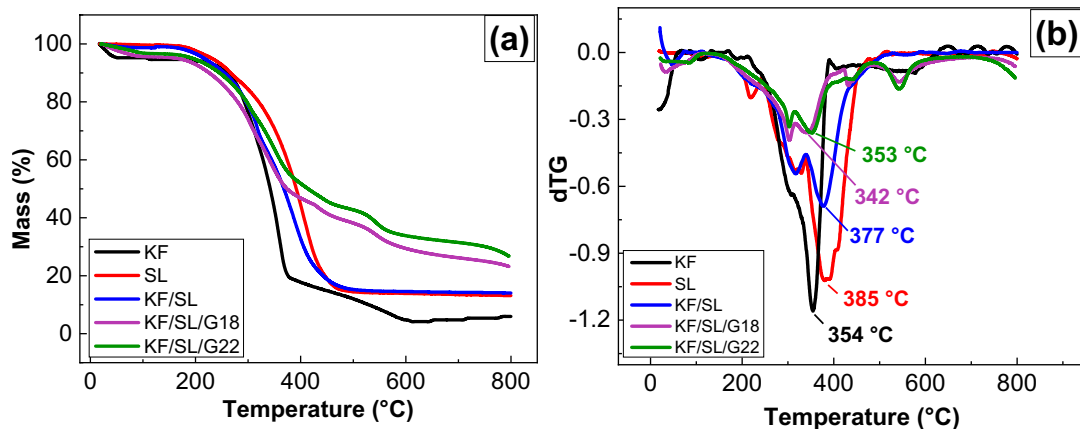 (a)
Mass (%)
100
80
60
40
20
0
KF
SL
KF/SL
KF/SL/G18
KF/SL/G22
0 200 400 600 800
Temperature (°C)
(b)
dTG
0.0
-0.3
-0.6
-0.9
-1.2
353 °C
342 °C
377 °C
385 °C
354 °C
KF
SL
KF/SL
KF/SL/G18
KF/SL/G22
0 200 400 600 800
Temperature (°C)